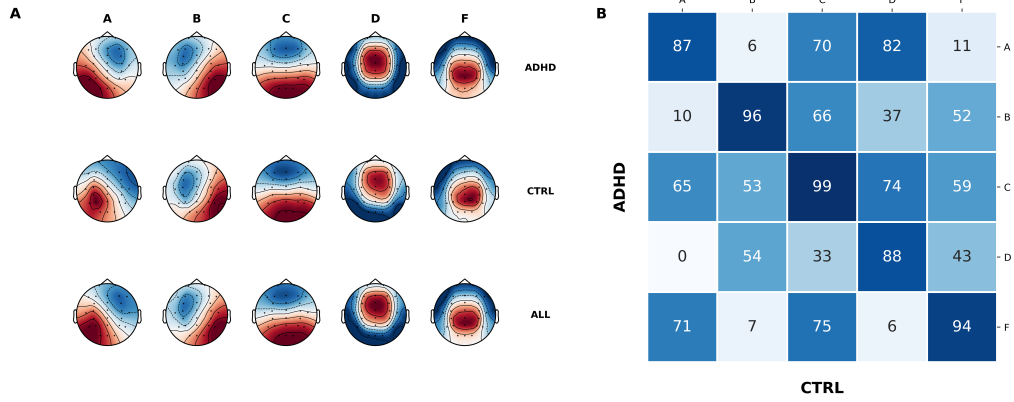 A
A B C D F
ADHD
CTRL
ALL
B
A B C D F
87 6 70 82 11 A
10 96 66 37 52 B
65 53 99 74 59 C
0 54 33 88 43 D
71 7 75 6 94 F
ADHD
CTRL